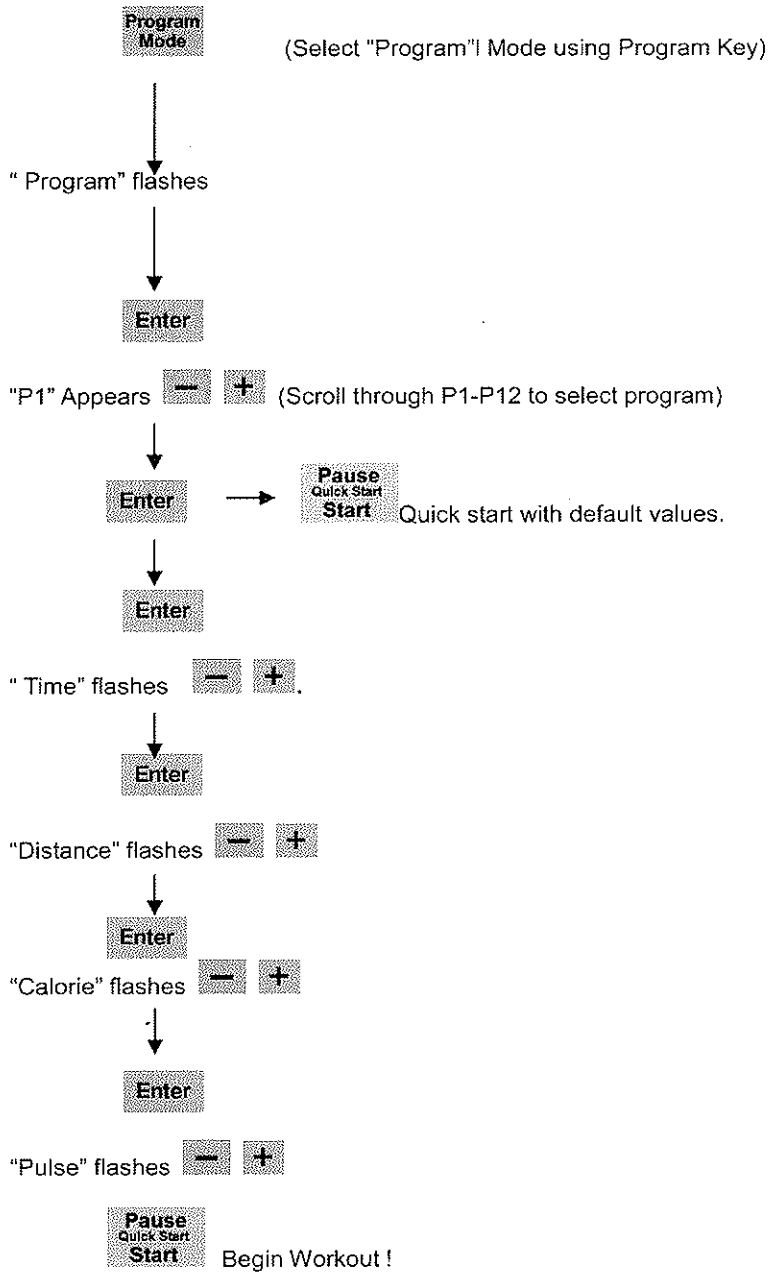 Program
Mode
(Select "Program"l Mode using Program Key)
" Program" flashes
Enter
"P1" Appears − + (Scroll through P1-P12 to select program)
Enter
Pause
Quick Start
Start
Quick start with default values.
Enter
" Time" flashes − + .
Enter
"Distance" flashes − +
Enter
"Calorie" flashes − +
Enter
"Pulse" flashes − +
Pause
Quick Start
Start
Begin Workout !